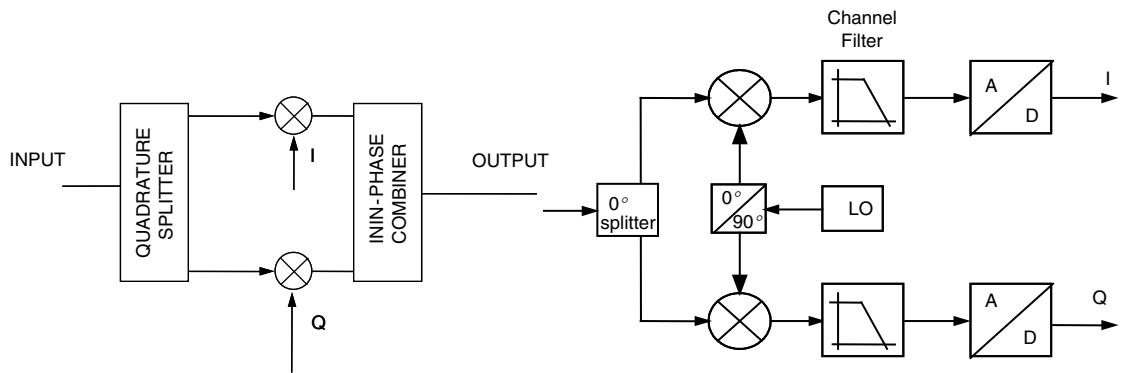 INPUT
QUADRATURE
SPLITTER
I
Q
ININ-PHASE
COMBINER
OUTPUT
0°
splitter
0°
90°
LO
Channel
Filter
A
D
I
A
D
Q